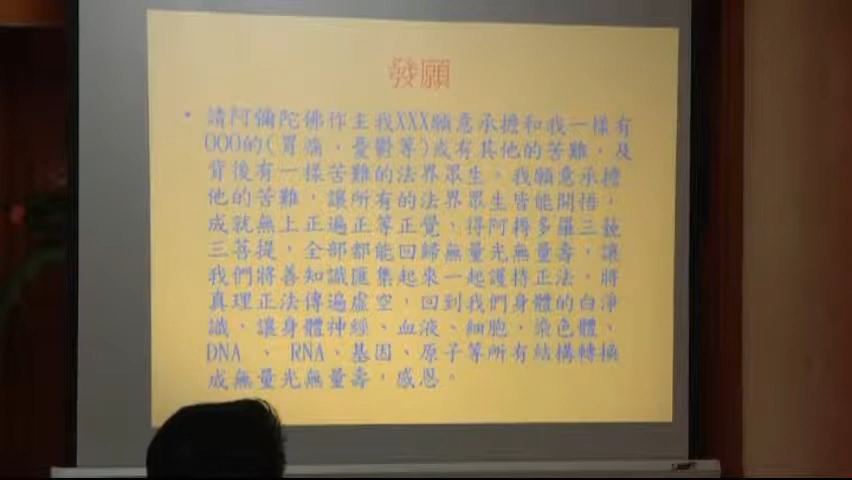 發願
• 請阿彌陀佛作主我XXX願意承擔和我一樣有
OOO的(胃痛，憂鬱等)或有其他的苦難，及
背後有一樣苦難的法界眾生。我願意承擔
他的苦難，讓所有的法界眾生皆能開悟，
成就無上正遍正等正覺，得阿耨多羅三藐
三菩提，全部都能回歸無量光無量壽，讓
我們將善知識匯集起來一起護持正法，將
真理正法傳遍虛空，回到我們身體的白淨
識，讓身體神經、血液、細胞，染色體、
DNA 、 RNA、基因、原子等所有結構轉換
成無量光無量壽，感恩。